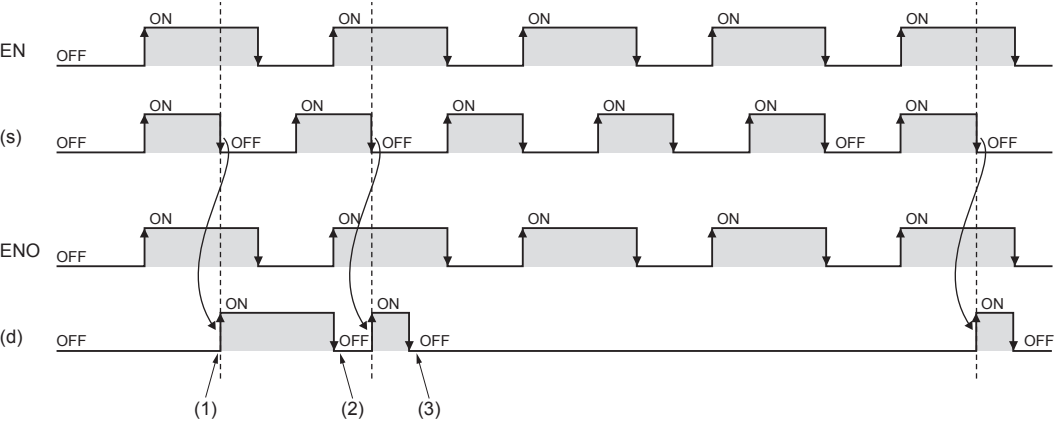 ON ON ON ON ON
EN OFF
ON ON ON ON ON ON
(s) OFF OFF OFF OFF OFF
ON ON ON ON ON
ENO OFF
ON ON ON
(d) OFF OFF OFF OFF
(1) (2) (3)